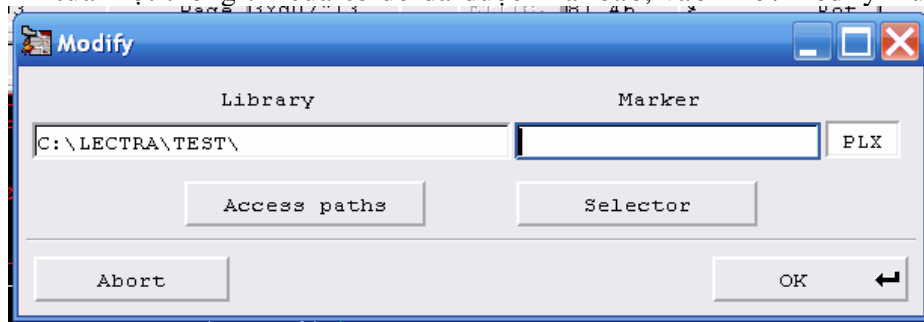 Modify
Library Marker
C:\LECTRA\TEST\ PLX
Access paths Selector
Abort OK